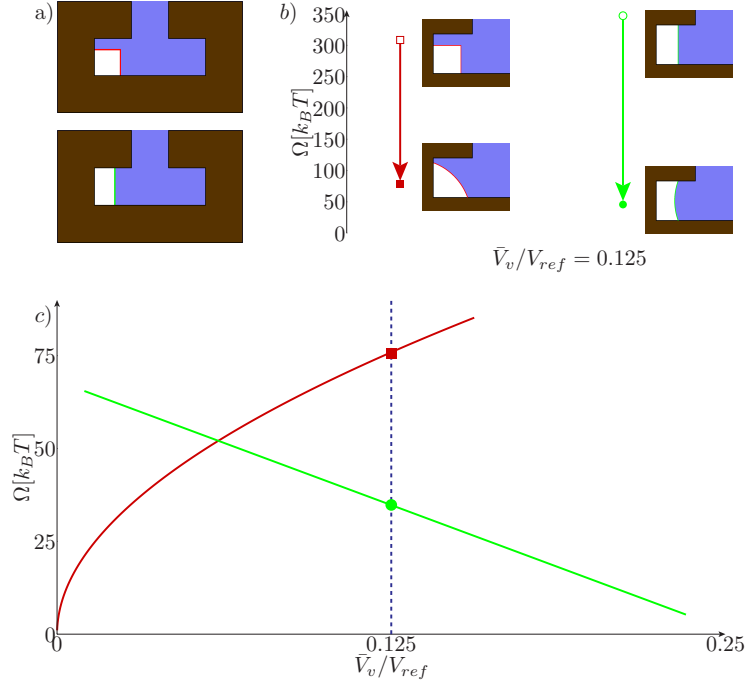 a)
b)
350
300
250
200
150
100
50
0
Ω[k_BT]
V̄_v/V_ref = 0.125
c)
75
50
25
0
Ω[k_BT]
0
0.125
0.25
V̄_v/V_ref